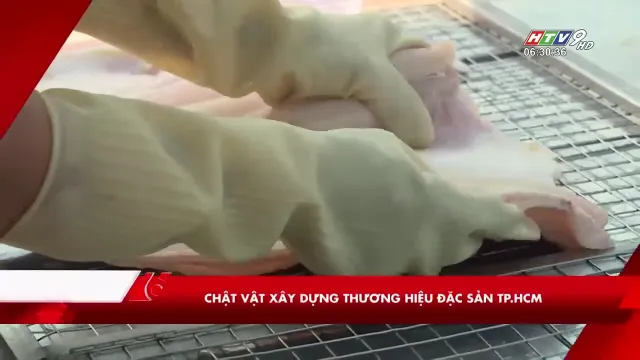 HTV9 HD
06:30:36
CHẬT VẬT XÂY DỰNG THƯƠNG HIỆU ĐẶC SẢN TP.HCM